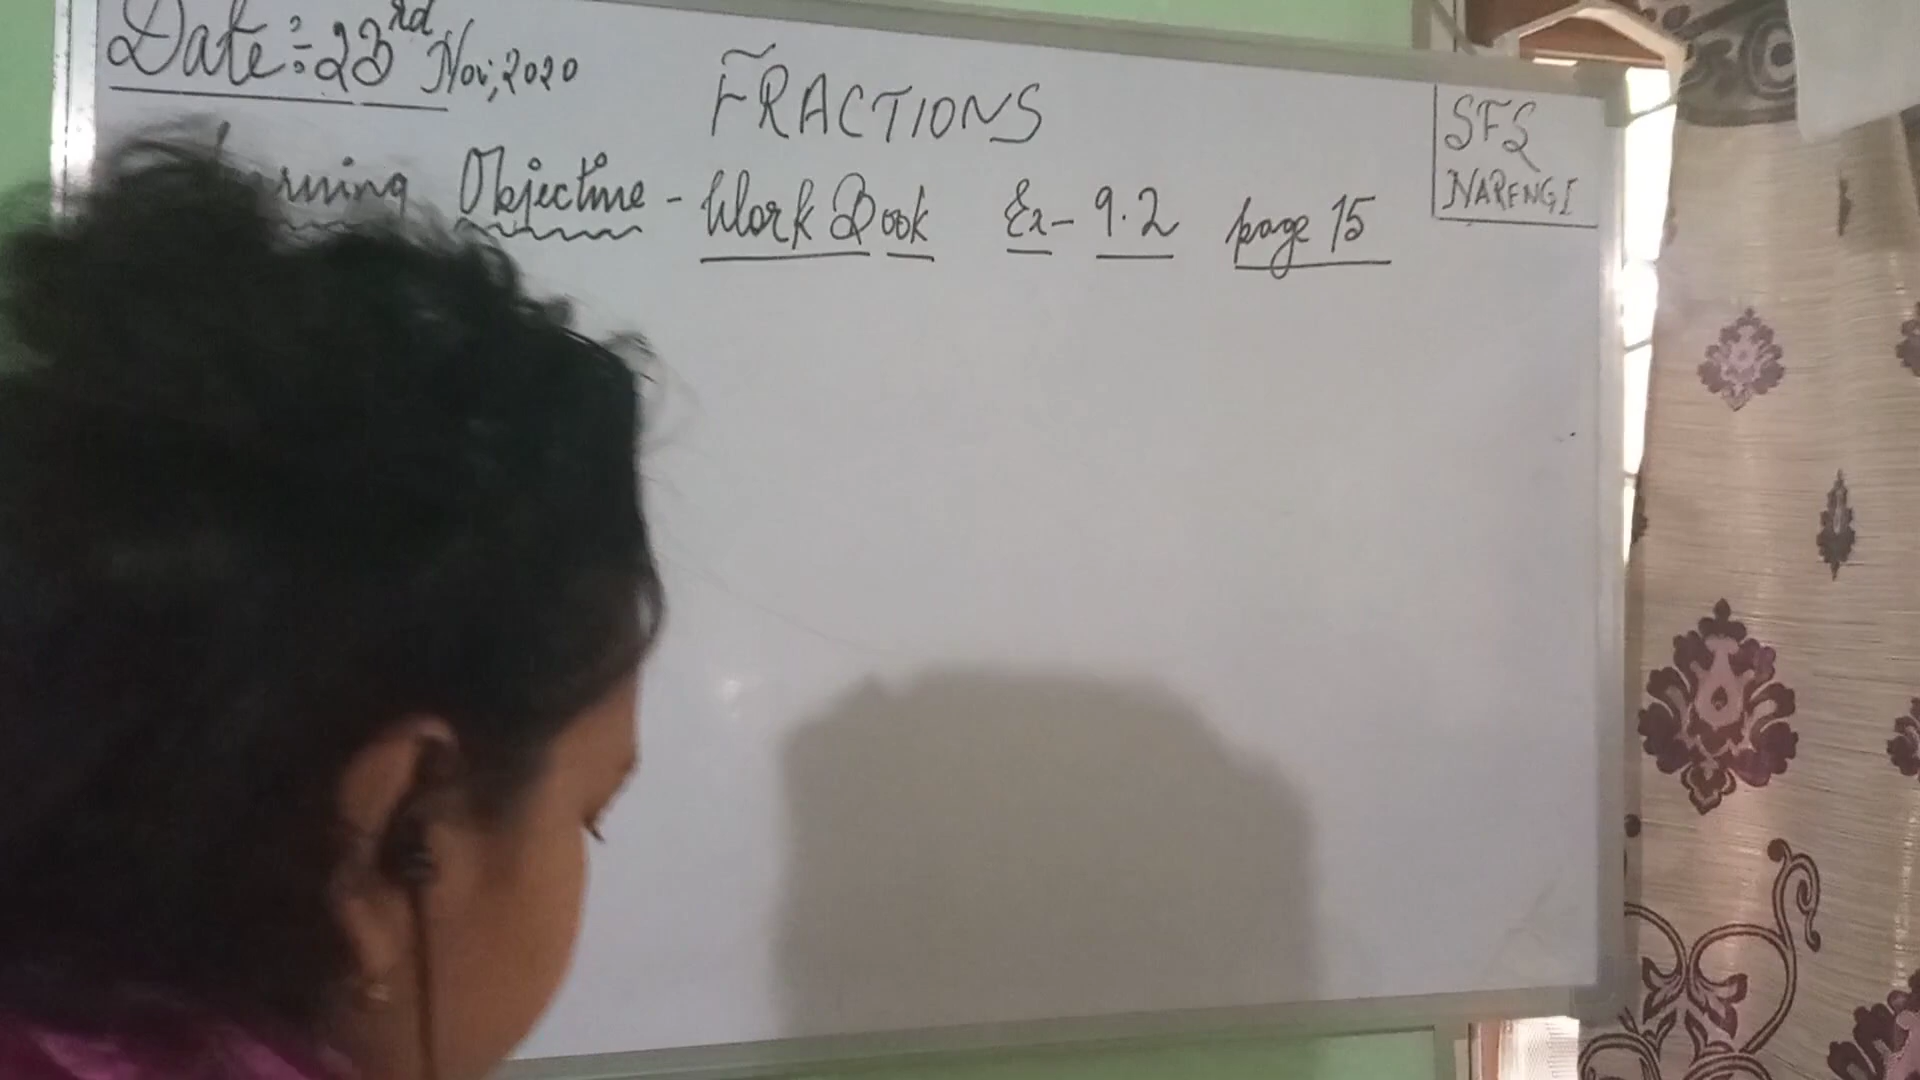 Date:- 23rd Nov, 2020
FRACTIONS
SFS
NARENGI
Objective - Work Book Ex- 9.2 page 15